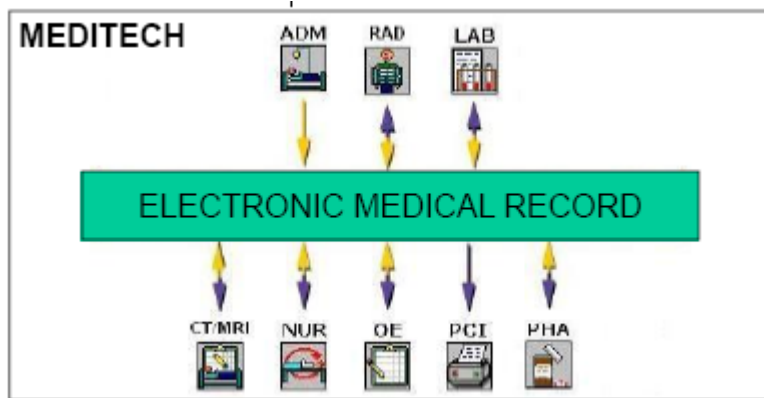 MEDITECH
ADM RAD LAB
ELECTRONIC MEDICAL RECORD
CT/MRI NUR OE PCI PHA